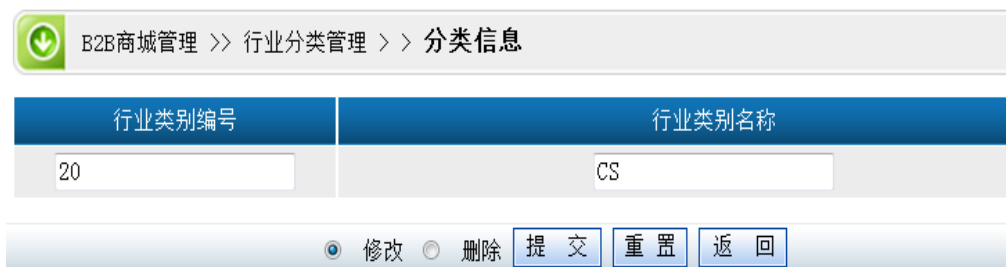 B2B商城管理 >> 行业分类管理 > > 分类信息
行业类别编号 行业类别名称
20 CS
修改 删除 提 交 重 置 返 回